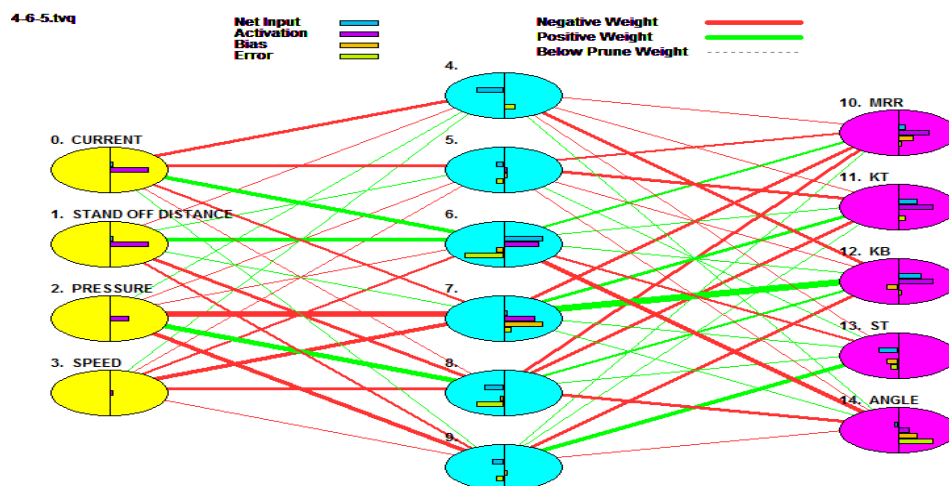 4-6-5.tvq
Net Input
Activation
Bias
Error
Negative Weight
Positive Weight
Below Prune Weight
0. CURRENT
1. STAND OFF DISTANCE
2. PRESSURE
3. SPEED
4.
5.
6.
7.
8.
9.
10. MRR
11. KT
12. KB
13. ST
14. ANGLE